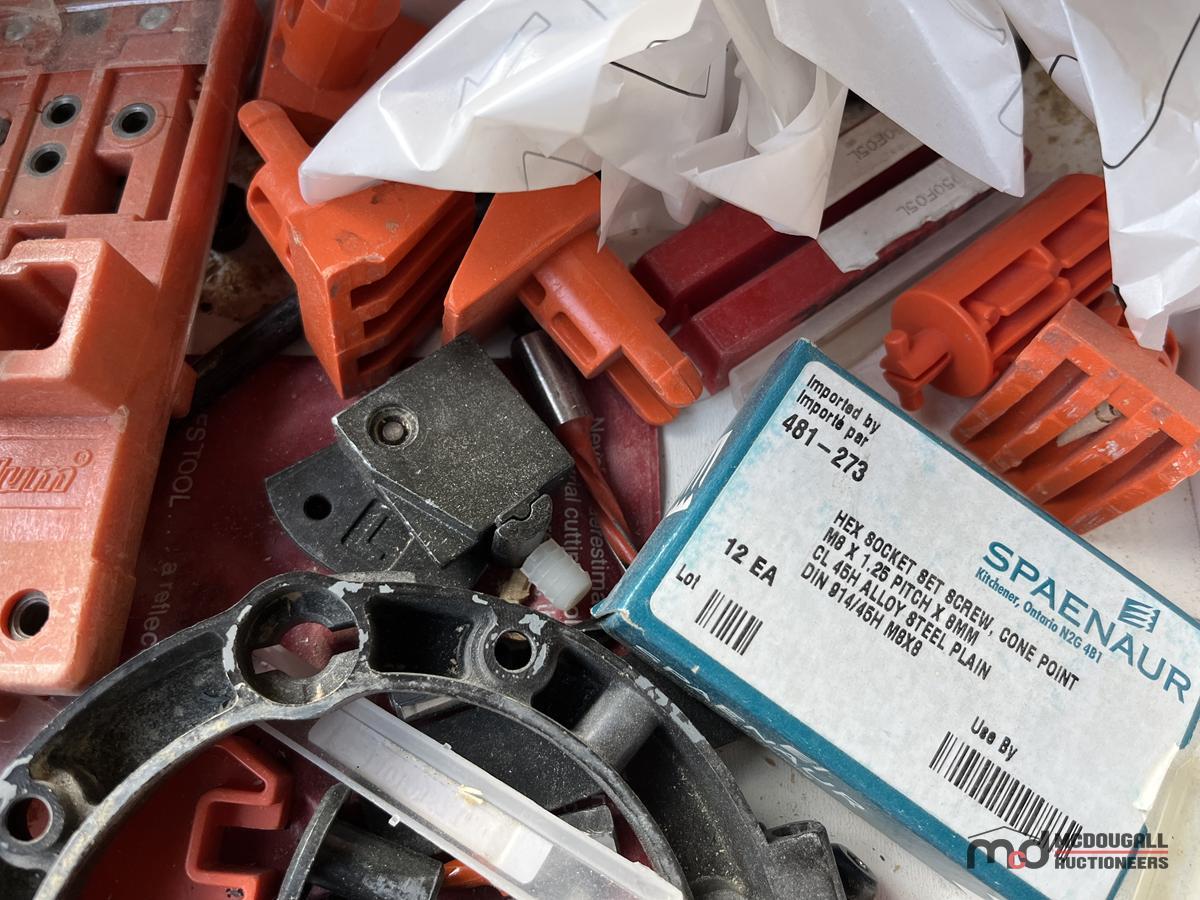 Imported by
Importé par
481-273
HEX SOCKET SET SCREW, CONE POINT
M8 X 1.25 PITCH X 8MM
CL 45H ALLOY STEEL PLAIN
DIN 914/45H M8X8
12 EA
Lot
Use By
SPAENAUR
Kitchener, Ontario N2G 4B1
50F05L
MCDOUGALL
AUCTIONEERS
mcd